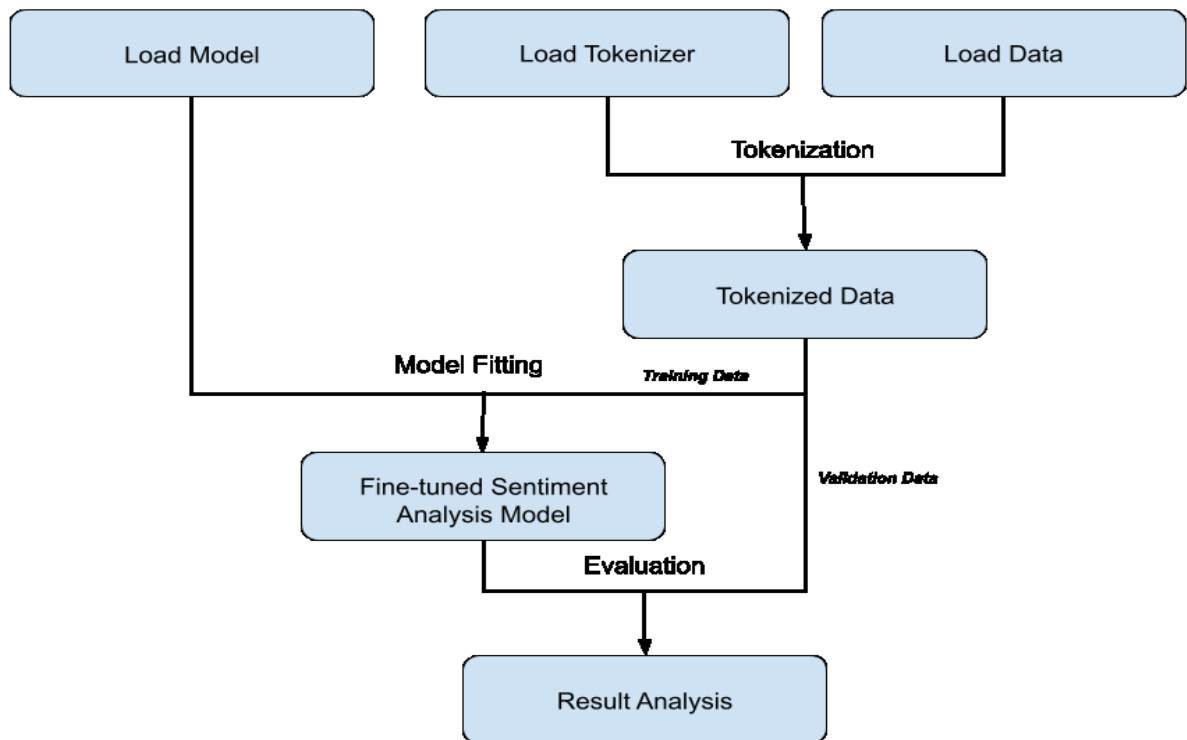 Load Model
Load Tokenizer
Load Data
Tokenization
Tokenized Data
Model Fitting
Training Data
Fine-tuned Sentiment
Analysis Model
Validation Data
Evaluation
Result Analysis